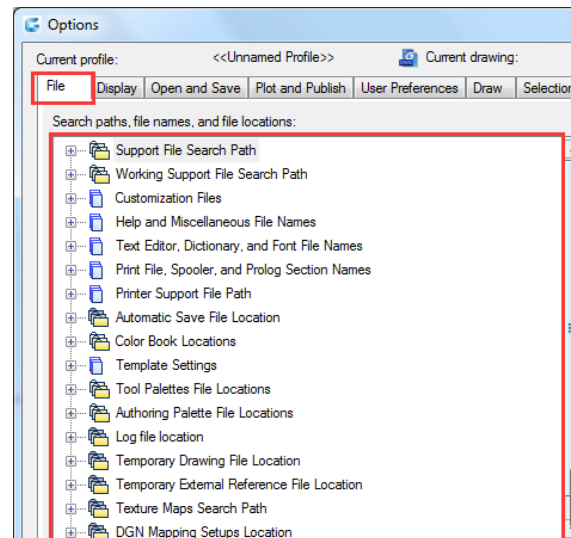 Options
Current profile: <<Unnamed Profile>> Current drawing:
File Display Open and Save Plot and Publish User Preferences Draw Selection
Search paths, file names, and file locations:
Support File Search Path
Working Support File Search Path
Customization Files
Help and Miscellaneous File Names
Text Editor, Dictionary, and Font File Names
Print File, Spooler, and Prolog Section Names
Printer Support File Path
Automatic Save File Location
Color Book Locations
Template Settings
Tool Palettes File Locations
Authoring Palette File Locations
Log file location
Temporary Drawing File Location
Temporary External Reference File Location
Texture Maps Search Path
DGN Mapping Setups Location